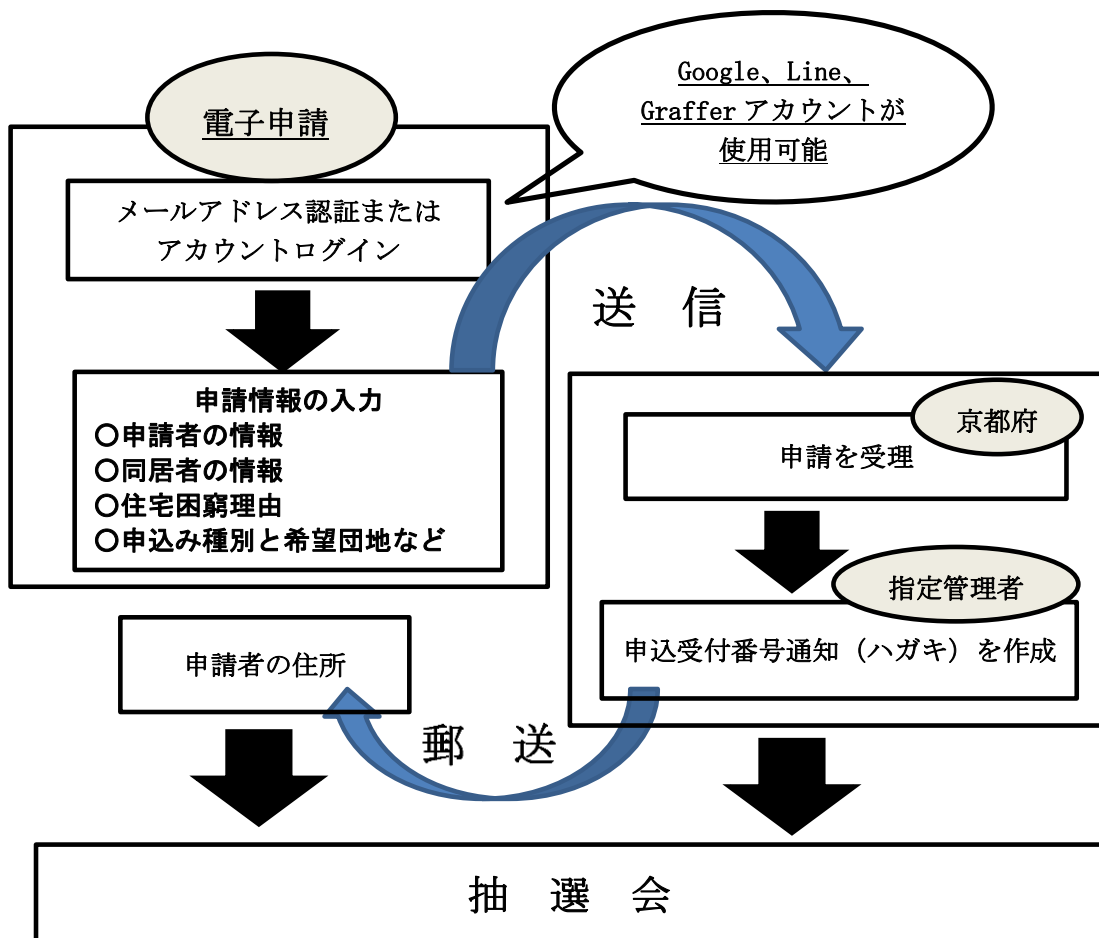 電子申請
Google、Line、
Graffer アカウントが
使用可能
メールアドレス認証または
アカウントログイン
送 信
申請情報の入力
〇申請者の情報
〇同居者の情報
〇住宅困窮理由
〇申込み種別と希望団地など
京都府
申請を受理
指定管理者
申込受付番号通知（ハガキ）を作成
申請者の住所
郵 送
抽 選 会